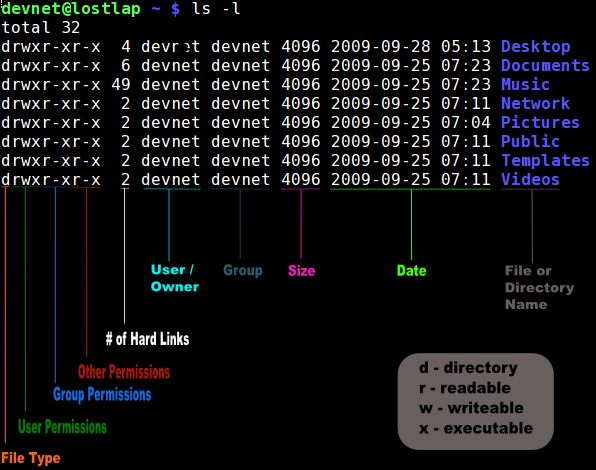 devnet@lostlap ~ $ ls -l
total 32
drwxr-xr-x 4 devnet devnet 4096 2009-09-28 05:13 Desktop
drwxr-xr-x 6 devnet devnet 4096 2009-09-25 07:23 Documents
drwxr-xr-x 49 devnet devnet 4096 2009-09-25 07:23 Music
drwxr-xr-x 2 devnet devnet 4096 2009-09-25 07:11 Network
drwxr-xr-x 2 devnet devnet 4096 2009-09-25 07:04 Pictures
drwxr-xr-x 2 devnet devnet 4096 2009-09-25 07:11 Public
drwxr-xr-x 2 devnet devnet 4096 2009-09-25 07:11 Templates
drwxr-xr-x 2 devnet devnet 4096 2009-09-25 07:11 Videos
User /
Owner
Group
Size
Date
File or
Directory
Name
# of Hard Links
Other Permissions
Group Permissions
User Permissions
File Type
d - directory
r - readable
w - writeable
x - executable